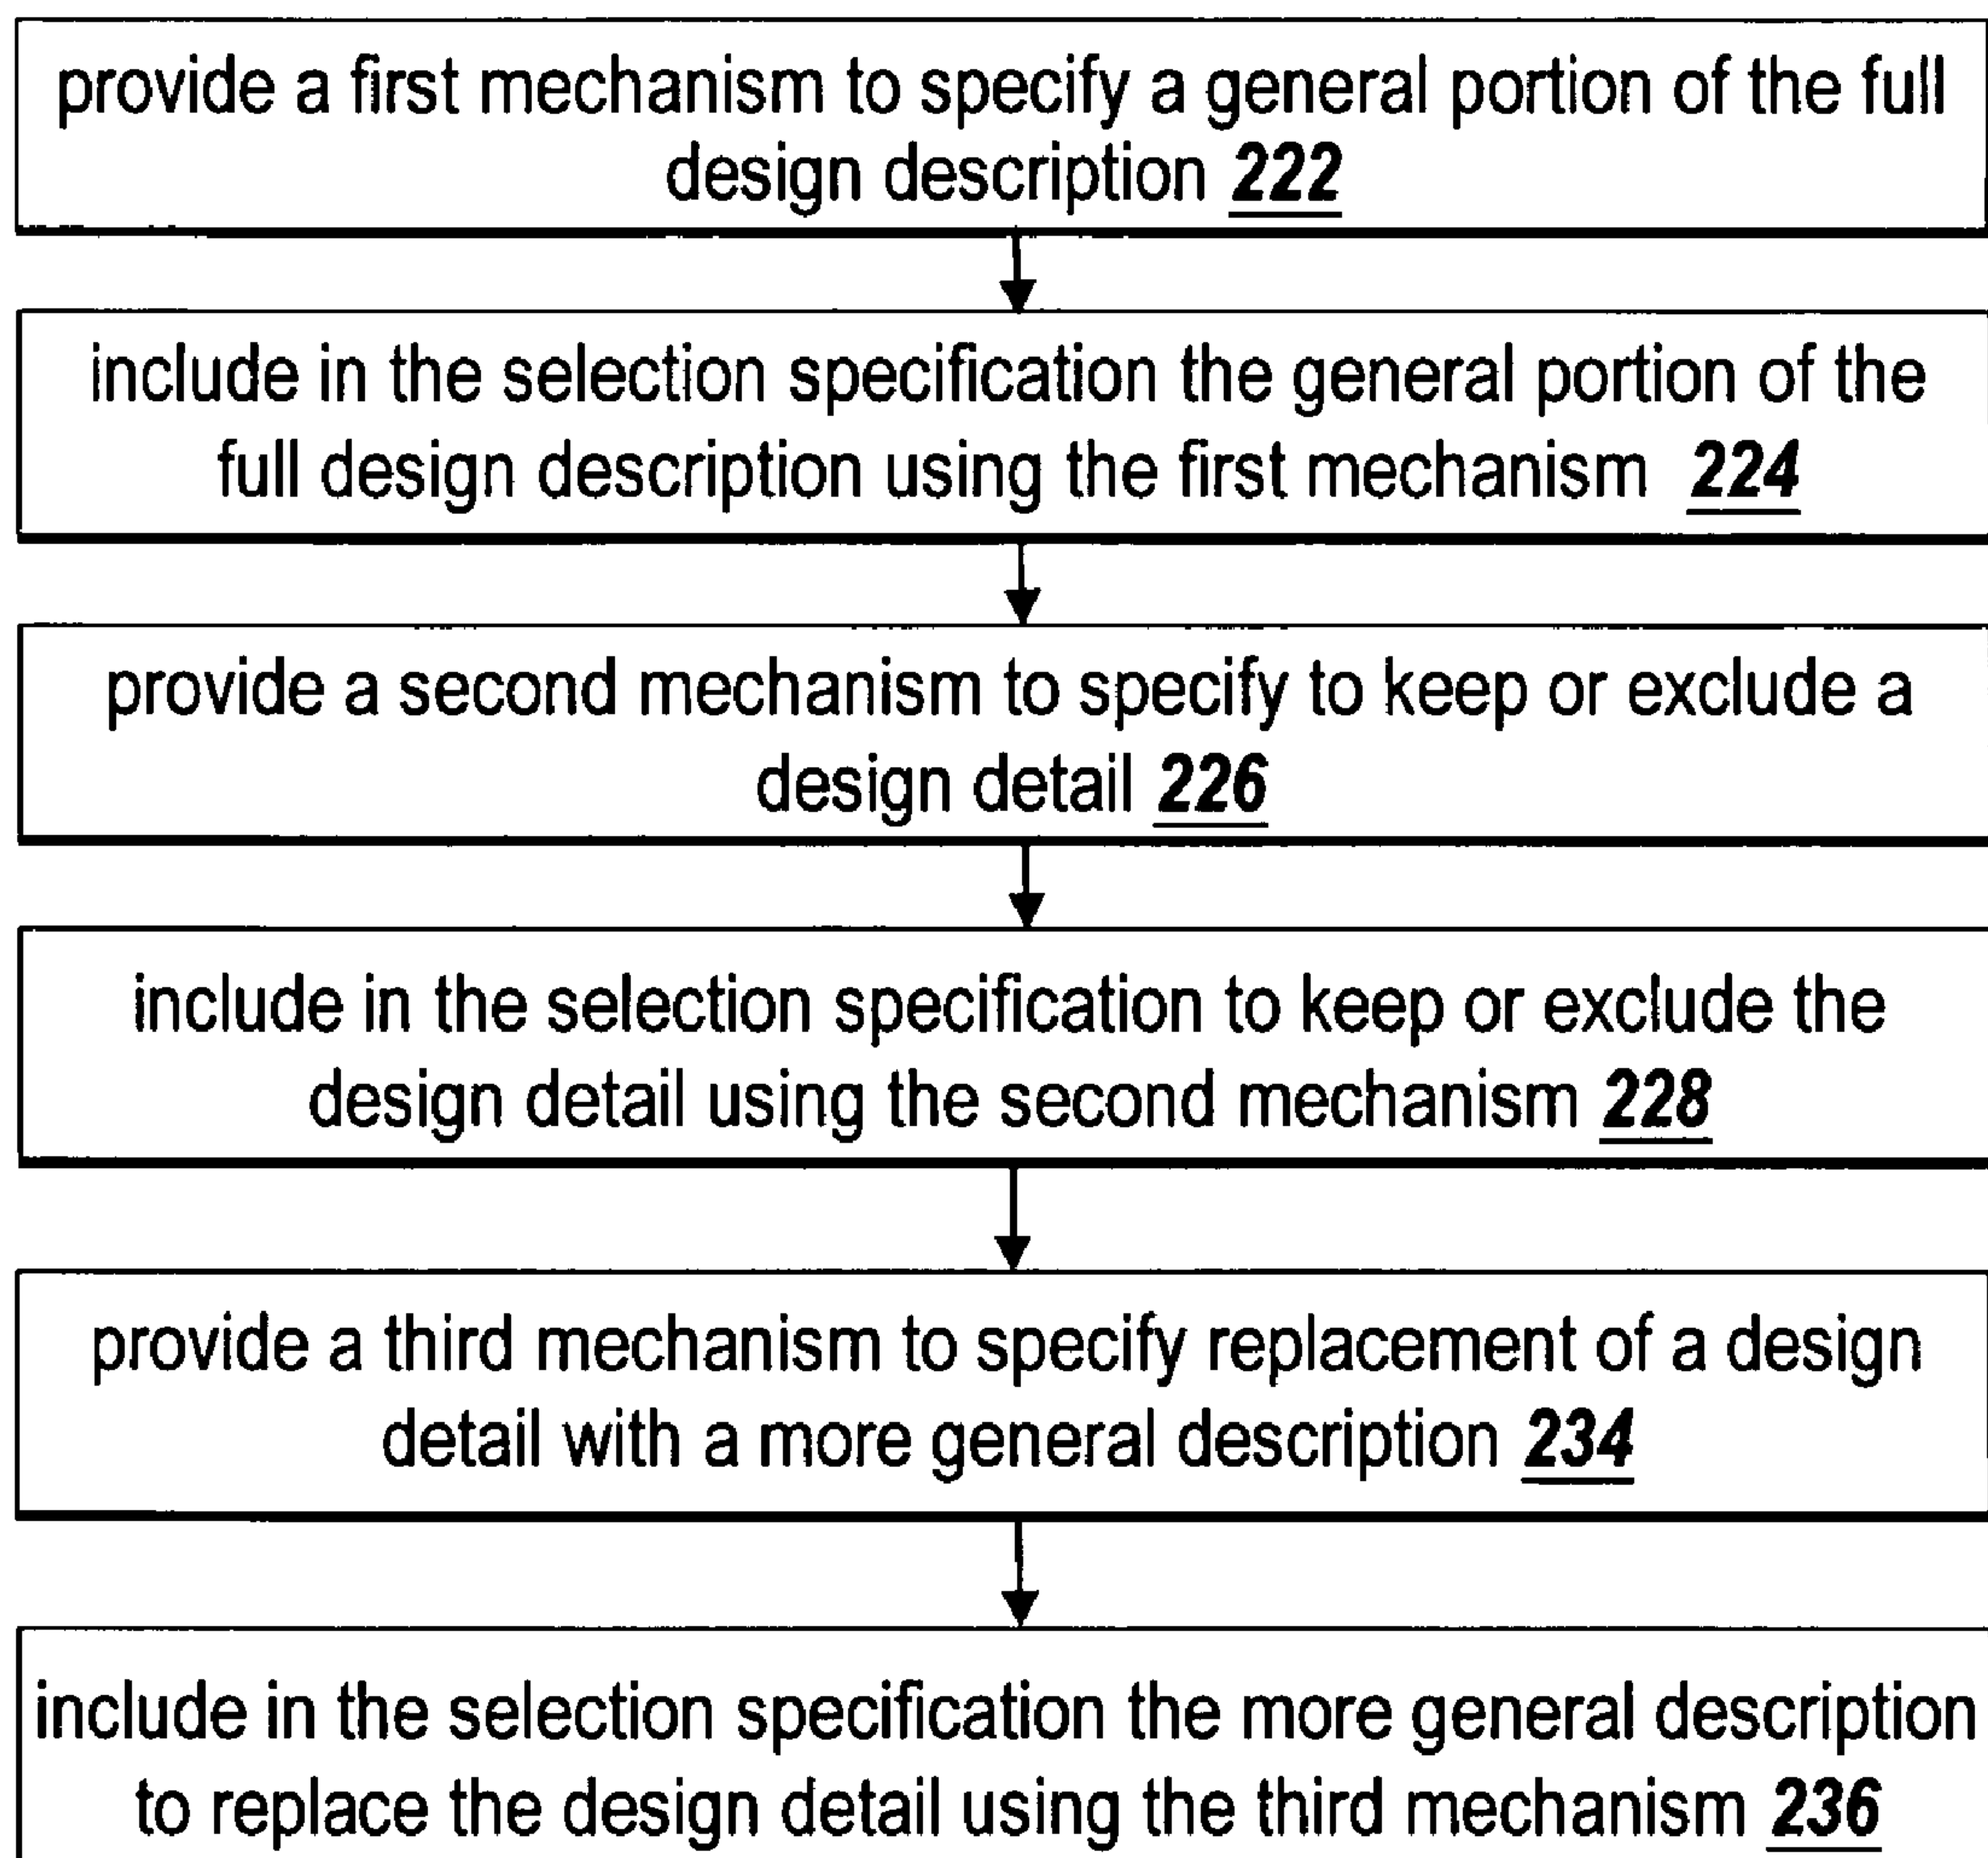 provide a first mechanism to specify a general portion of the full
design description 222
include in the selection specification the general portion of the
full design description using the first mechanism 224
provide a second mechanism to specify to keep or exclude a
design detail 226
include in the selection specification to keep or exclude the
design detail using the second mechanism 228
provide a third mechanism to specify replacement of a design
detail with a more general description 234
include in the selection specification the more general description
to replace the design detail using the third mechanism 236